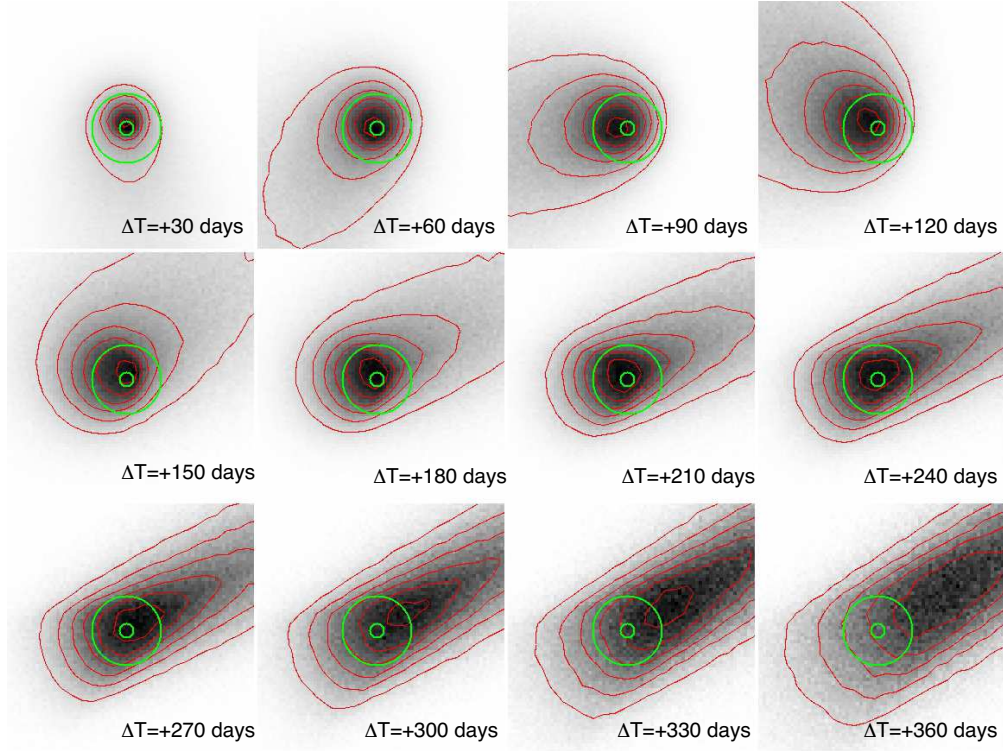 ΔT=+30 days
ΔT=+60 days
ΔT=+90 days
ΔT=+120 days
ΔT=+150 days
ΔT=+180 days
ΔT=+210 days
ΔT=+240 days
ΔT=+270 days
ΔT=+300 days
ΔT=+330 days
ΔT=+360 days